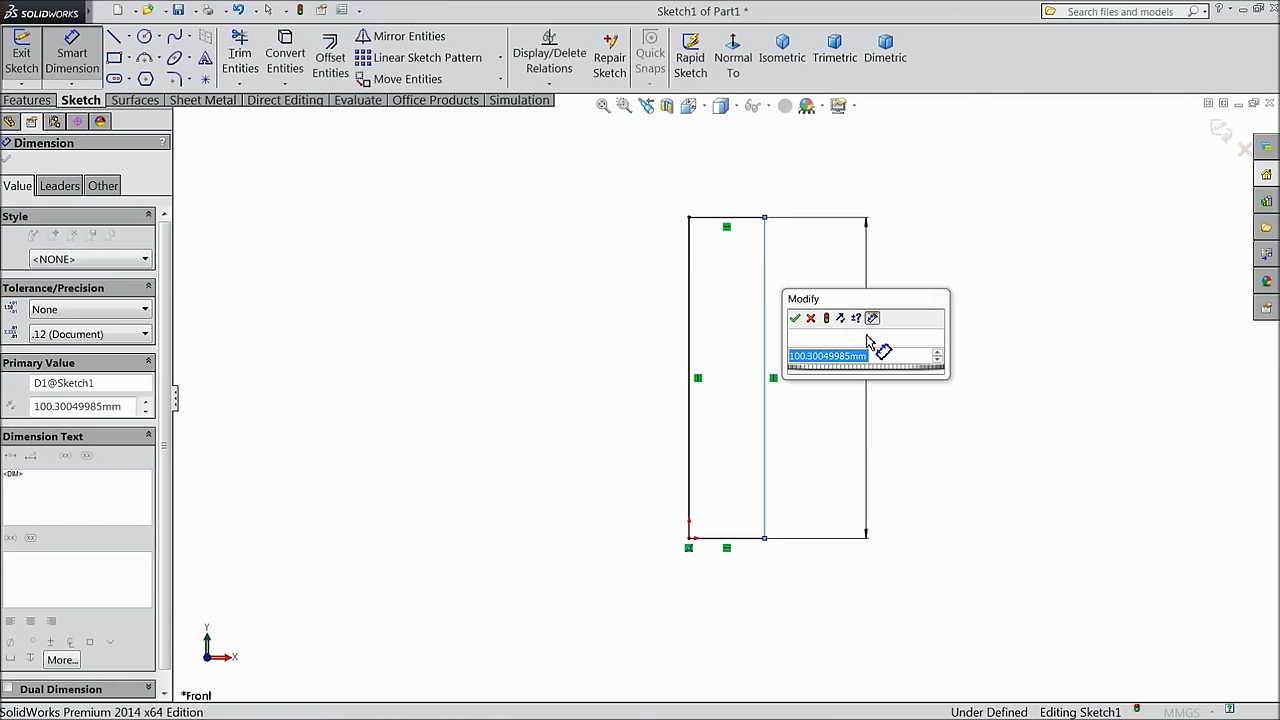 SOLIDWORKS
Sketch1 of Part1 *
Search files and models
Exit Sketch
Smart Dimension
Trim Entities
Convert Entities
Offset Entities
Mirror Entities
Linear Sketch Pattern
Move Entities
Display/Delete Relations
Repair Sketch
Quick Snaps
Rapid Sketch
Normal To
Isometric
Trimetric
Dimetric
Features
Sketch
Surfaces
Sheet Metal
Direct Editing
Evaluate
Office Products
Simulation
Dimension
?
Value
Leaders
Other
Style
<NONE>
Tolerance/Precision
None
.12 (Document)
Primary Value
D1@Sketch1
100.30049985mm
Dimension Text
<DIM>
More...
Dual Dimension
Modify
100.30049985mm
Y
X
*Front
SolidWorks Premium 2014 x64 Edition
Under Defined
Editing Sketch1
MMGS